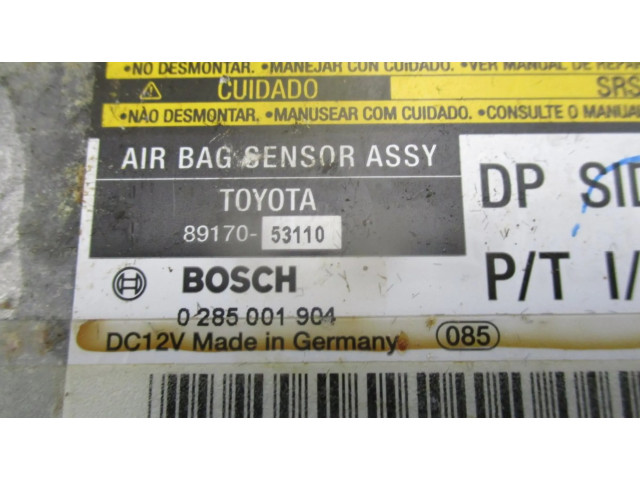 •NO DESMONTAR. •MANEJAR CON CUIDADO. •VER MANUAL DE
CUIDADO SRS
•NÃO DESMONTAR. •MANUSEAR COM CUIDADO. •CONSULTE O
AIR BAG SENSOR ASSY
TOYOTA
89170-53110
DP
BOSCH
P/T
0 285 001 904
DC12V Made in Germany 085